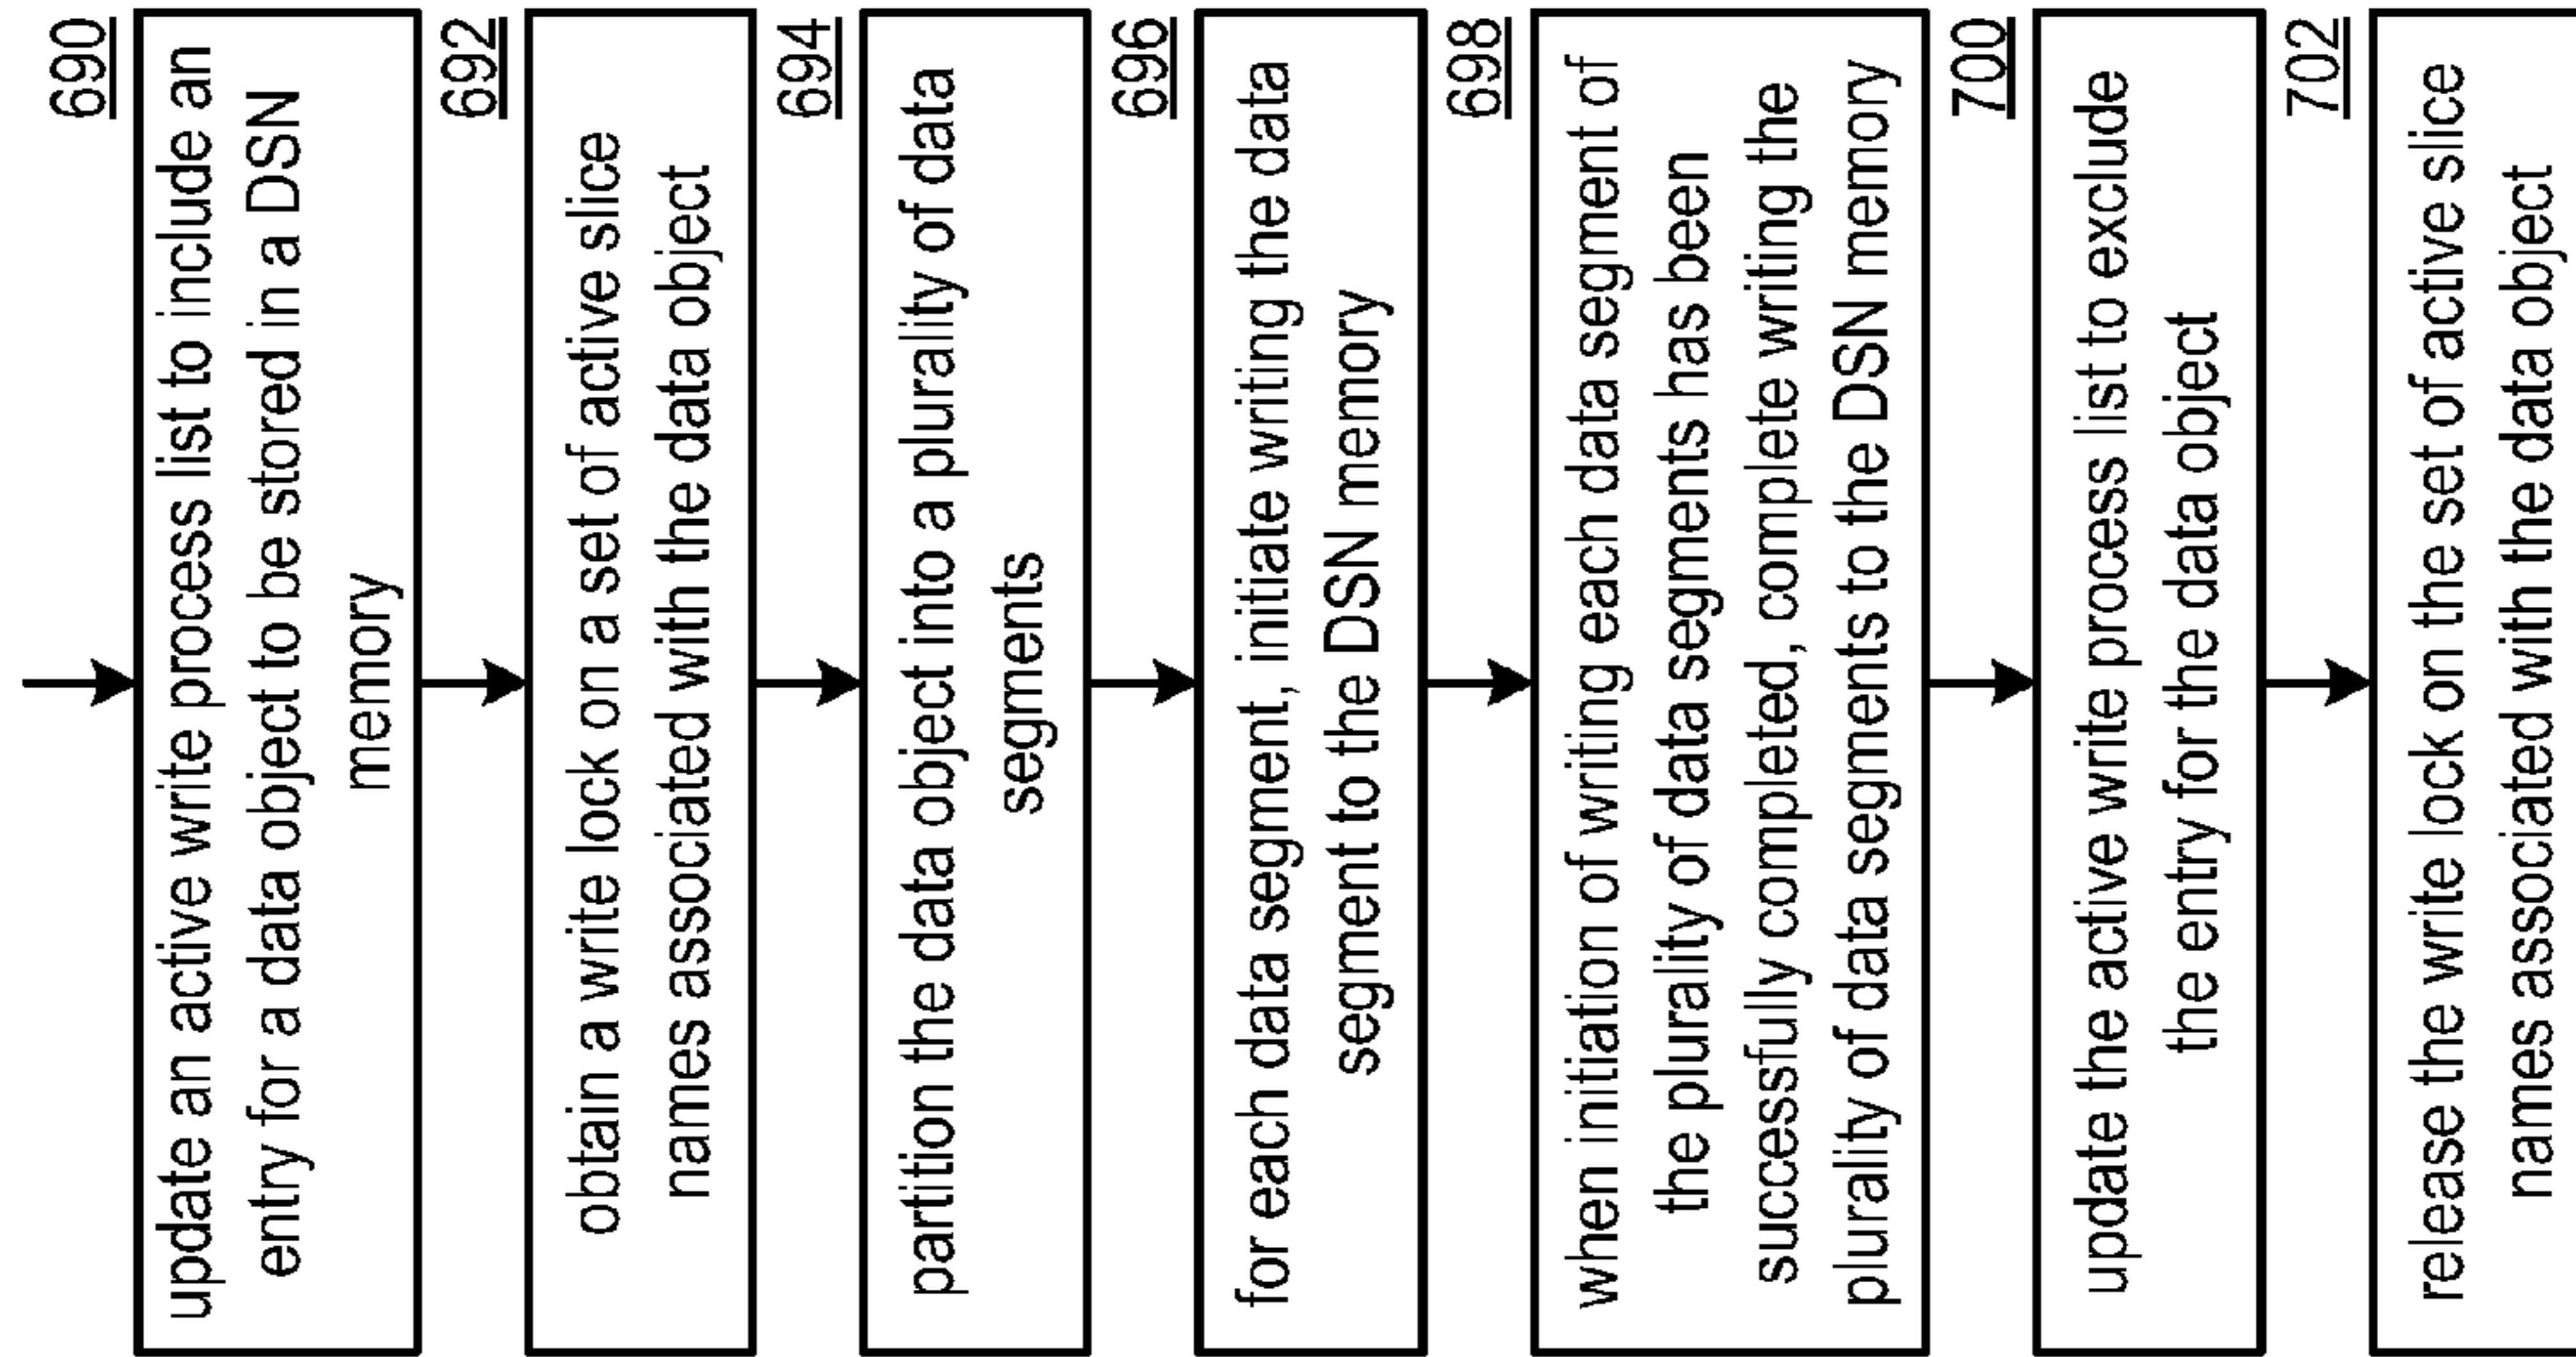 690
update an active write process list to include an
entry for a data object to be stored in a DSN
memory
692
obtain a write lock on a set of active slice
names associated with the data object
694
partition the data object into a plurality of data
segments
696
for each data segment, initiate writing the data
segment to the DSN memory
698
when initiation of writing each data segment of
the plurality of data segments has been
successfully completed, complete writing the
plurality of data segments to the DSN memory
700
update the active write process list to exclude
the entry for the data object
702
release the write lock on the set of active slice
names associated with the data object